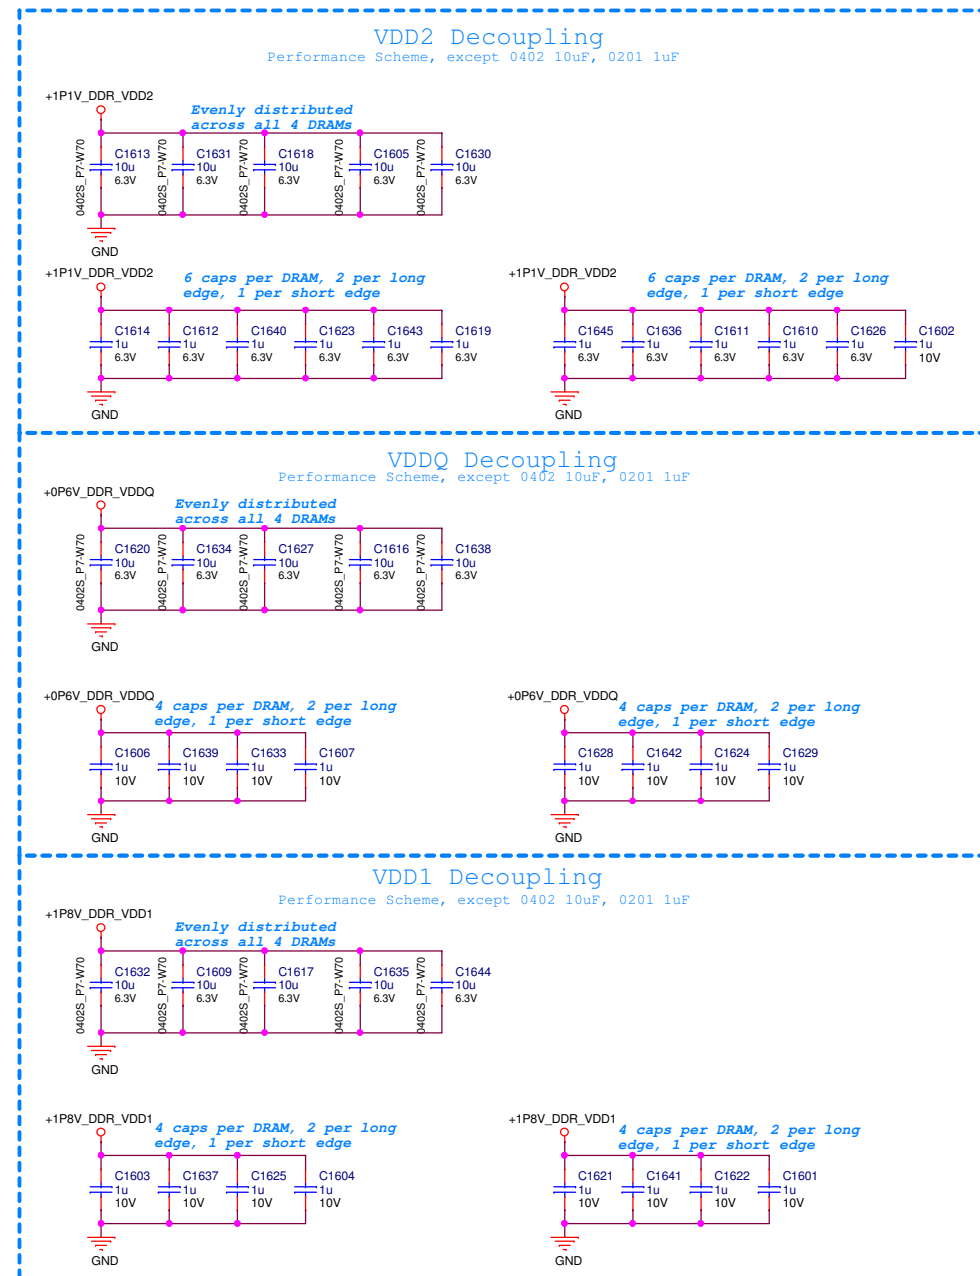 VDD2 Decoupling
Performance Scheme, except 0402 10uF, 0201 1uF
+1P1V_DDR_VDD2
Evenly distributed
across all 4 DRAMs
0402S_P7-W70
C1613
10u
6.3V
0402S_P7-W70
C1631
10u
6.3V
0402S_P7-W70
C1618
10u
6.3V
0402S_P7-W70
C1605
10u
6.3V
0402S_P7-W70
C1630
10u
6.3V
GND
+1P1V_DDR_VDD2
6 caps per DRAM, 2 per long
edge, 1 per short edge
C1614
1u
6.3V
C1612
1u
6.3V
C1640
1u
6.3V
C1623
1u
6.3V
C1643
1u
6.3V
C1619
1u
6.3V
GND
+1P1V_DDR_VDD2
6 caps per DRAM, 2 per long
edge, 1 per short edge
C1645
1u
6.3V
C1636
1u
6.3V
C1611
1u
6.3V
C1610
1u
6.3V
C1626
1u
6.3V
C1602
1u
10V
GND
VDDQ Decoupling
Performance Scheme, except 0402 10uF, 0201 1uF
+0P6V_DDR_VDDQ
Evenly distributed
across all 4 DRAMs
0402S_P7-W70
C1620
10u
6.3V
0402S_P7-W70
C1634
10u
6.3V
0402S_P7-W70
C1627
10u
6.3V
0402S_P7-W70
C1616
10u
6.3V
0402S_P7-W70
C1638
10u
6.3V
GND
+0P6V_DDR_VDDQ
4 caps per DRAM, 2 per long
edge, 1 per short edge
C1606
1u
10V
C1639
1u
10V
C1633
1u
10V
C1607
1u
10V
GND
+0P6V_DDR_VDDQ
4 caps per DRAM, 2 per long
edge, 1 per short edge
C1628
1u
10V
C1642
1u
10V
C1624
1u
10V
C1629
1u
10V
GND
VDD1 Decoupling
Performance Scheme, except 0402 10uF, 0201 1uF
+1P8V_DDR_VDD1
Evenly distributed
across all 4 DRAMs
0402S_P7-W70
C1632
10u
6.3V
0402S_P7-W70
C1609
10u
6.3V
0402S_P7-W70
C1617
10u
6.3V
0402S_P7-W70
C1635
10u
6.3V
0402S_P7-W70
C1644
10u
6.3V
GND
+1P8V_DDR_VDD1
4 caps per DRAM, 2 per long
edge, 1 per short edge
C1603
1u
10V
C1637
1u
10V
C1625
1u
10V
C1604
1u
10V
GND
+1P8V_DDR_VDD1
4 caps per DRAM, 2 per long
edge, 1 per short edge
C1621
1u
10V
C1641
1u
10V
C1622
1u
10V
C1601
1u
10V
GND